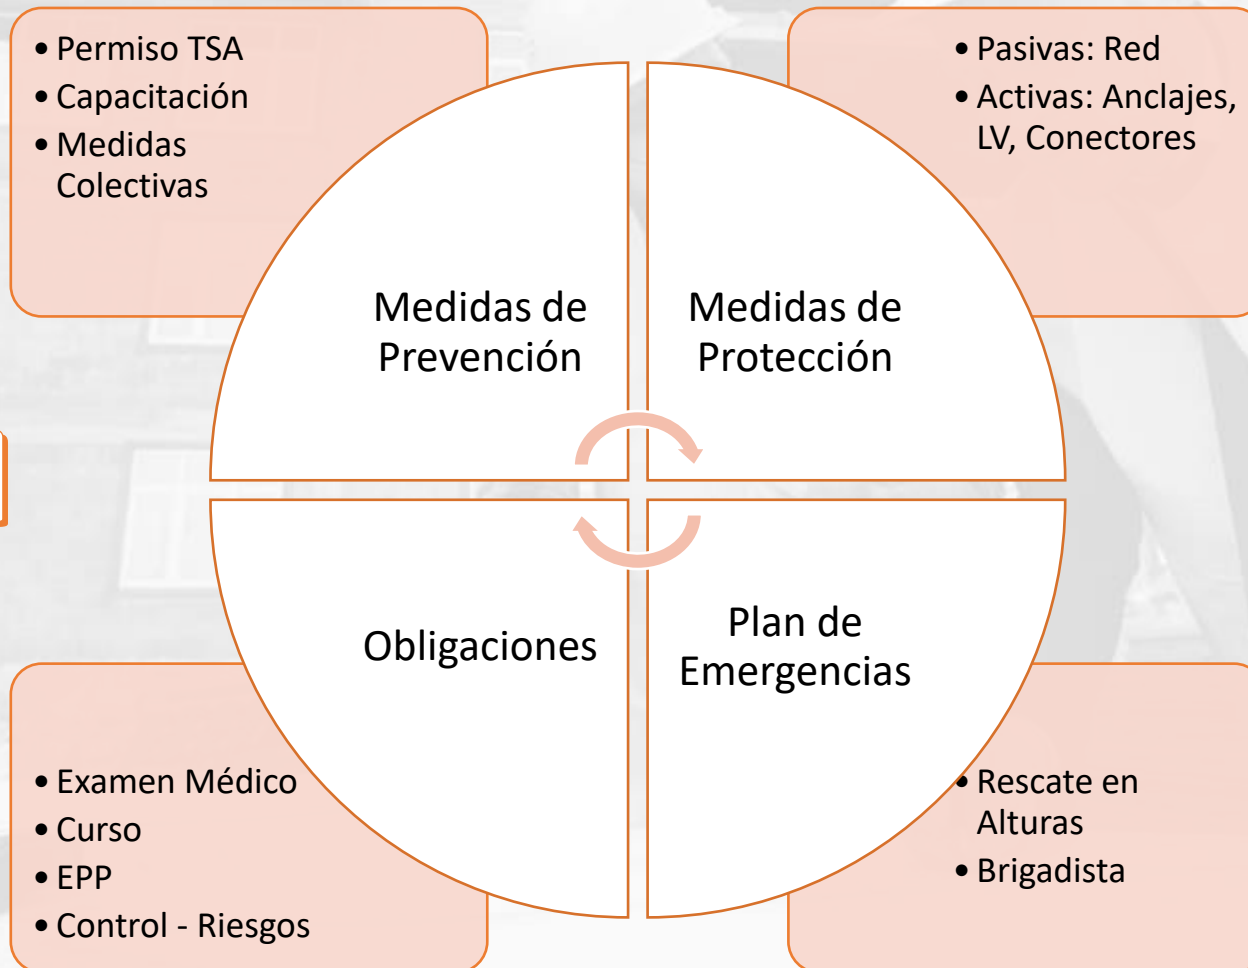 • Permiso TSA
• Capacitación
• Medidas
Colectivas
• Pasivas: Red
• Activas: Anclajes,
LV, Conectores
Medidas de
Prevención
Medidas de
Protección
Obligaciones
Plan de
Emergencias
• Examen Médico
• Curso
• EPP
• Control - Riesgos
• Rescate en
Alturas
• Brigadista